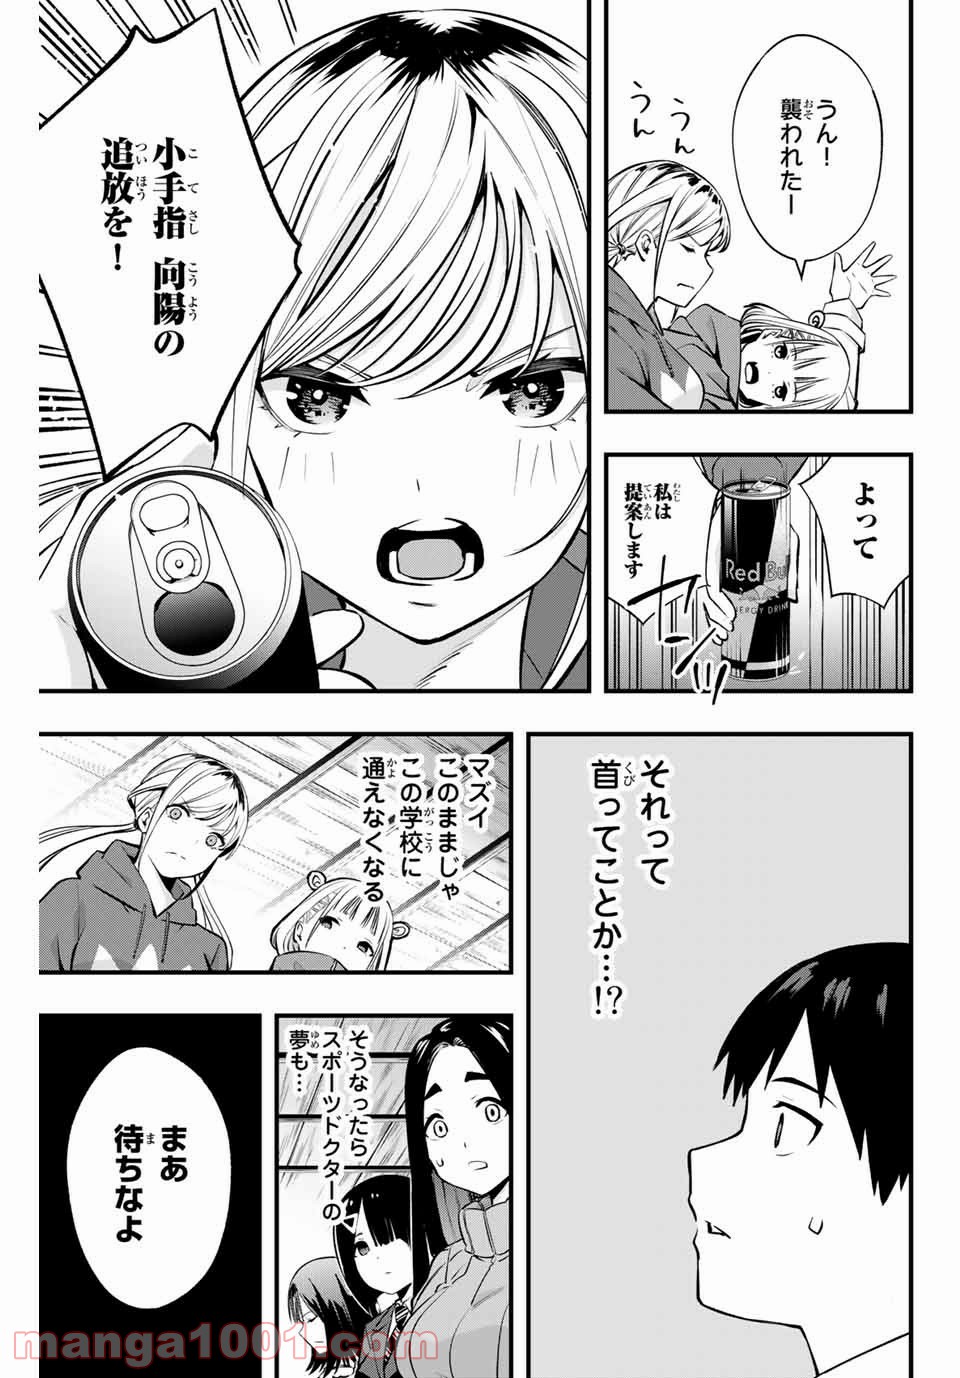 うん！
襲われたー
うん
うん
よって
私は
提案します
Red Bu
ENERGY DRINK
小手指 向陽の
追放を！
それって
首ってことか…!?
マズイ
このままじゃ
この学校に
通えなくなる
そうなったら
スポーツドクターの
夢も…
まあ
待ちなよ
manga1001.com